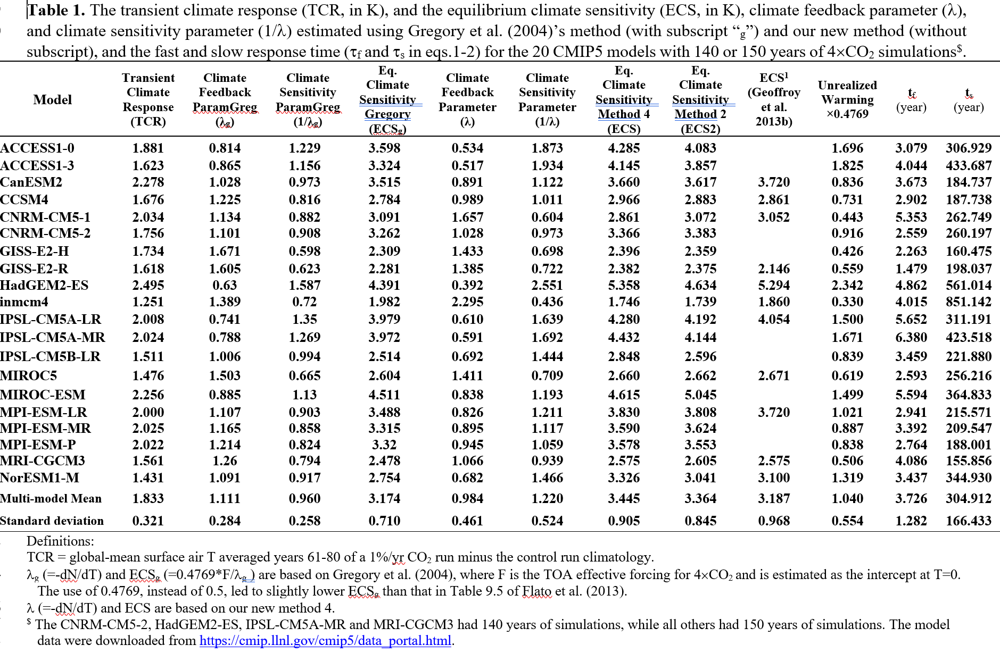 Table 1. The transient climate response (TCR, in K), and the equilibrium climate sensitivity (ECS, in K), climate feedback parameter (λ),
and climate sensitivity parameter (1/λ) estimated using Gregory et al. (2004)’s method (with subscript “g”) and our new method (without
subscript), and the fast and slow response time (τf and τs in eqs.1-2) for the 20 CMIP5 models with 140 or 150 years of 4×CO2 simulations$.
Model
Transient Climate Response (TCR)
Climate Feedback ParamGreg (λg)
Climate Sensitivity ParamGreg (1/λg)
Eq. Climate Sensitivity Gregory (ECSg)
Climate Feedback Parameter (λ)
Climate Sensitivity Parameter (1/λ)
Eq. Climate Sensitivity Method 4 (ECS)
Eq. Climate Sensitivity Method 2 (ECS2)
ECS1 (Geoffroy et al. 2013b)
Unrealized Warming ×0.4769
tf (year)
ts (year)
ACCESS1-0 1.881 0.814 1.229 3.598 0.534 1.873 4.285 4.083 1.696 3.079 306.929
ACCESS1-3 1.623 0.865 1.156 3.324 0.517 1.934 4.145 3.857 1.825 4.044 433.687
CanESM2 2.278 1.028 0.973 3.515 0.891 1.122 3.660 3.617 3.720 0.836 3.673 184.737
CCSM4 1.676 1.225 0.816 2.784 0.989 1.011 2.966 2.883 2.861 0.731 2.902 187.738
CNRM-CM5-1 2.034 1.134 0.882 3.091 1.657 0.604 2.861 3.072 3.052 0.443 5.353 262.749
CNRM-CM5-2 1.756 1.101 0.908 3.262 1.028 0.973 3.366 3.383 0.916 2.559 260.197
GISS-E2-H 1.734 1.671 0.598 2.309 1.433 0.698 2.396 2.359 0.426 2.263 160.475
GISS-E2-R 1.618 1.605 0.623 2.281 1.385 0.722 2.382 2.375 2.146 0.559 1.479 198.037
HadGEM2-ES 2.495 0.63 1.587 4.391 0.392 2.551 5.358 4.634 5.294 2.342 4.862 561.014
inmcm4 1.251 1.389 0.72 1.982 2.295 0.436 1.746 1.739 1.860 0.330 4.015 851.142
IPSL-CM5A-LR 2.008 0.741 1.35 3.979 0.610 1.639 4.280 4.192 4.054 1.500 5.652 311.191
IPSL-CM5A-MR 2.024 0.788 1.269 3.972 0.591 1.692 4.432 4.144 1.671 6.380 423.518
IPSL-CM5B-LR 1.511 1.006 0.994 2.514 0.692 1.444 2.848 2.596 0.839 3.459 221.880
MIROC5 1.476 1.503 0.665 2.604 1.411 0.709 2.660 2.662 2.671 0.619 2.593 256.216
MIROC-ESM 2.256 0.885 1.13 4.511 0.838 1.193 4.615 5.045 1.499 5.594 364.833
MPI-ESM-LR 2.000 1.107 0.903 3.488 0.826 1.211 3.830 3.808 3.720 1.021 2.941 215.571
MPI-ESM-MR 2.025 1.165 0.858 3.315 0.895 1.117 3.590 3.624 0.887 3.392 209.547
MPI-ESM-P 2.022 1.214 0.824 3.32 0.945 1.059 3.578 3.553 0.838 2.764 188.001
MRI-CGCM3 1.561 1.26 0.794 2.478 1.066 0.939 2.575 2.605 2.575 0.506 4.086 155.856
NorESM1-M 1.431 1.091 0.917 2.754 0.682 1.466 3.326 3.041 3.100 1.319 3.437 344.930
Multi-model Mean 1.833 1.111 0.960 3.174 0.984 1.220 3.445 3.364 3.187 1.040 3.726 304.912
Standard deviation 0.321 0.284 0.258 0.710 0.461 0.524 0.905 0.845 0.968 0.554 1.282 166.433
Definitions:
TCR = global-mean surface air T averaged years 61-80 of a 1%/yr CO2 run minus the control run climatology.
λg (=-dN/dT) and ECSg (=0.4769*F/λg ) are based on Gregory et al. (2004), where F is the TOA effective forcing for 4×CO2 and is estimated as the intercept at T=0.
The use of 0.4769, instead of 0.5, led to slightly lower ECSg than that in Table 9.5 of Flato et al. (2013).
λ (=-dN/dT) and ECS are based on our new method 4.
$ The CNRM-CM5-2, HadGEM2-ES, IPSL-CM5A-MR and MRI-CGCM3 had 140 years of simulations, while all others had 150 years of simulations. The model
data were downloaded from https://cmip.llnl.gov/cmip5/data_portal.html.